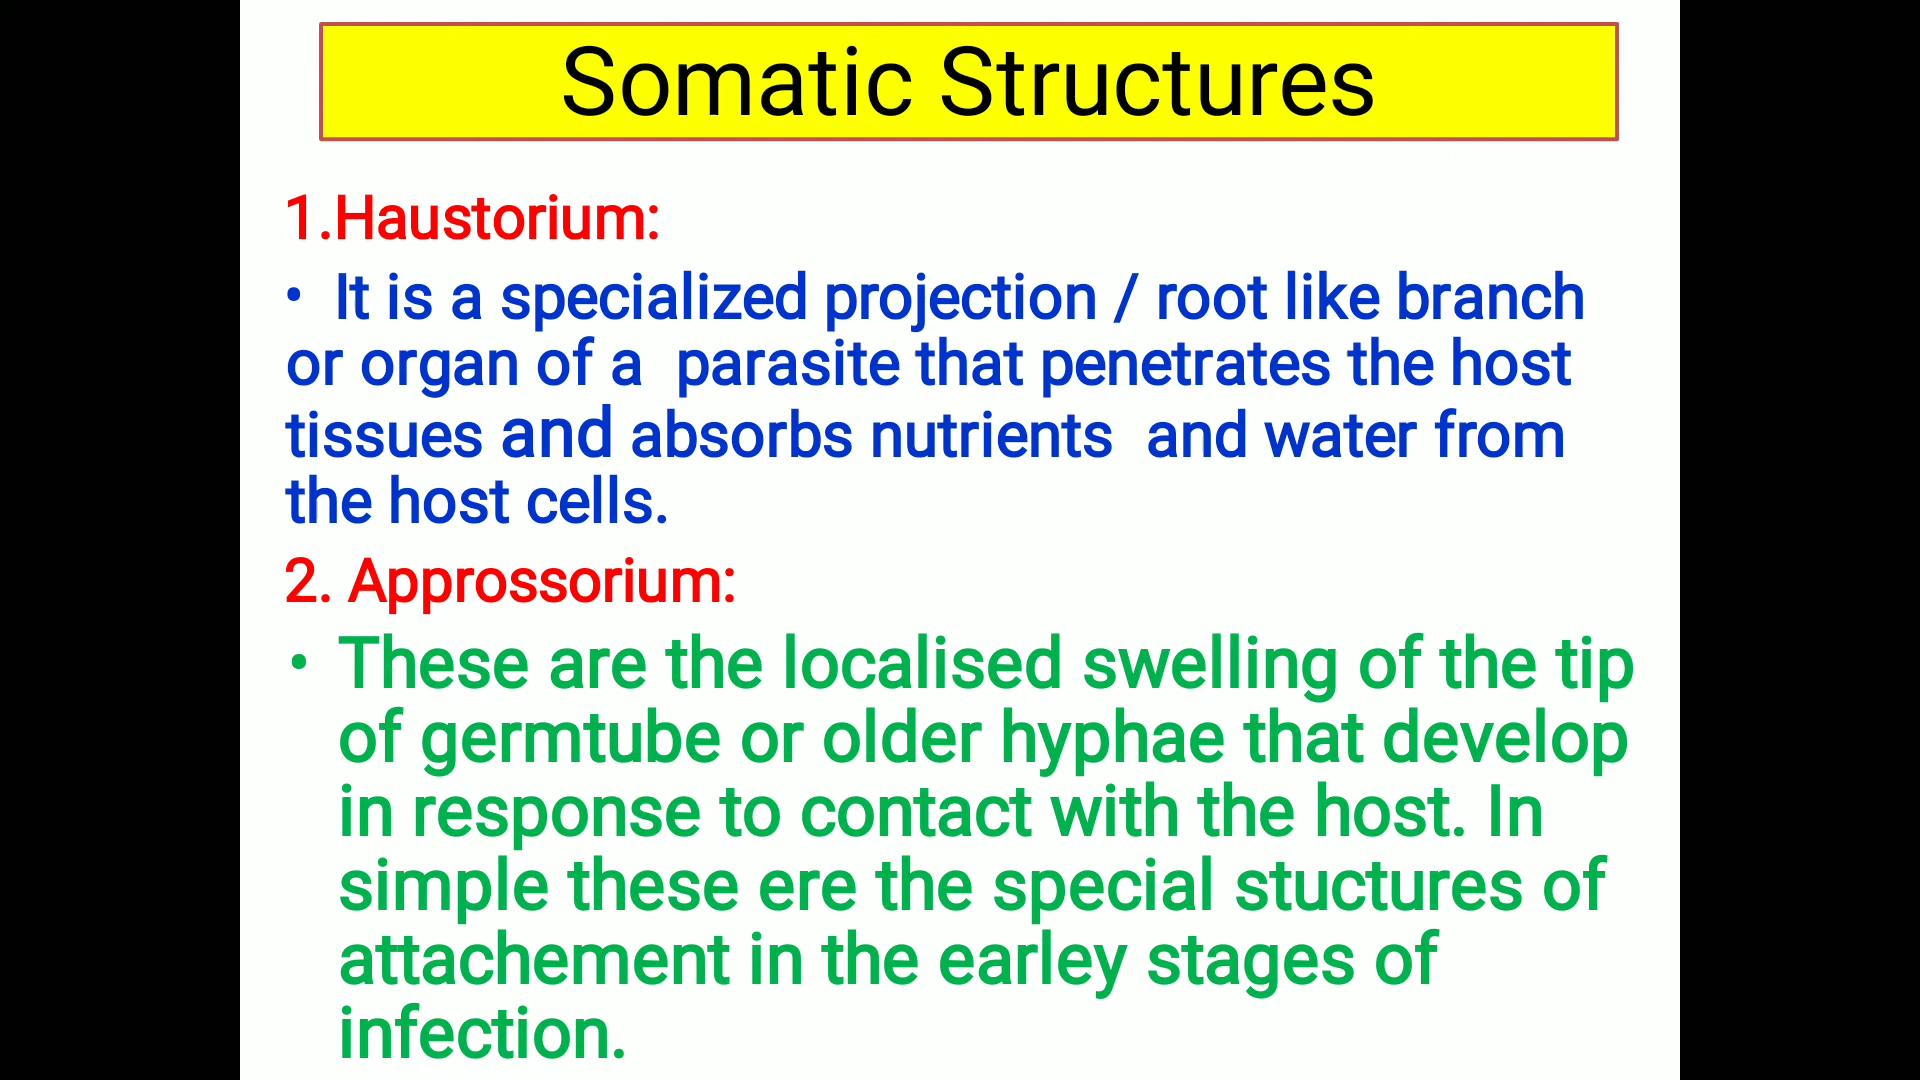 Somatic Structures
1.Haustorium:
• It is a specialized projection / root like branch
or organ of a parasite that penetrates the host
tissues and absorbs nutrients and water from
the host cells.
2. Approssorium:
• These are the localised swelling of the tip
of germtube or older hyphae that develop
in response to contact with the host. In
simple these ere the special stuctures of
attachement in the earley stages of
infection.